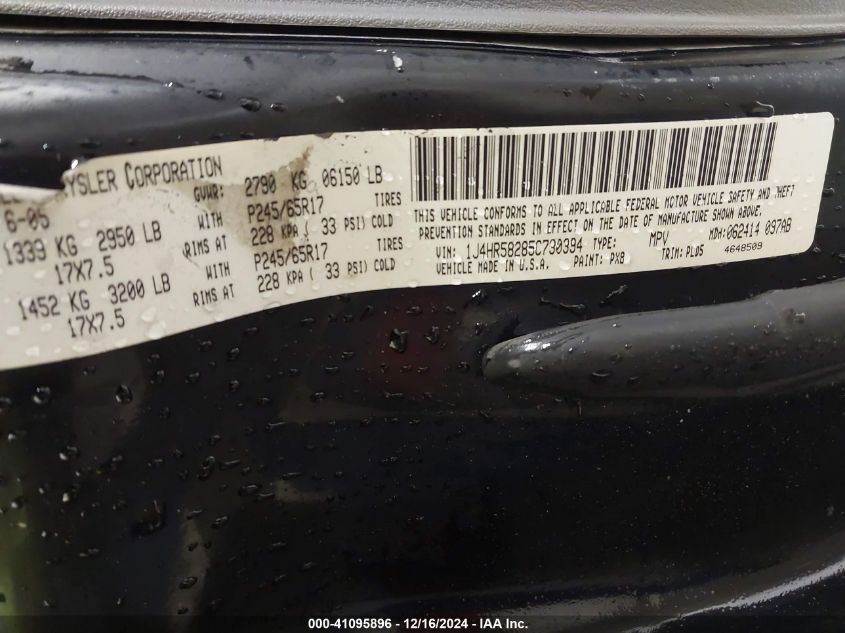 YSLER CORPORATION
6-05
GVWR: 2790 KG 06150 LB
1339 KG 2950 LB WITH P245/65R17 TIRES
17X7.5 RIMS AT 228 KPA ( 33 PSI) COLD
1452 KG 3200 LB WITH P245/65R17 TIRES
17X7.5 RIMS AT 228 KPA ( 33 PSI) COLD
THIS VEHICLE CONFORMS TO ALL APPLICABLE FEDERAL MOTOR VEHICLE SAFETY AND THEFT
PREVENTION STANDARDS IN EFFECT ON THE DATE OF MANUFACTURE SHOWN ABOVE.
VIN: 1J4HR58285C730394 TYPE: MPV MDH: 062414 097AB
VEHICLE MADE IN U.S.A. PAINT: PX8 TRIM: PLD5 4648509
000-41095896 - 12/16/2024 - IAA Inc.